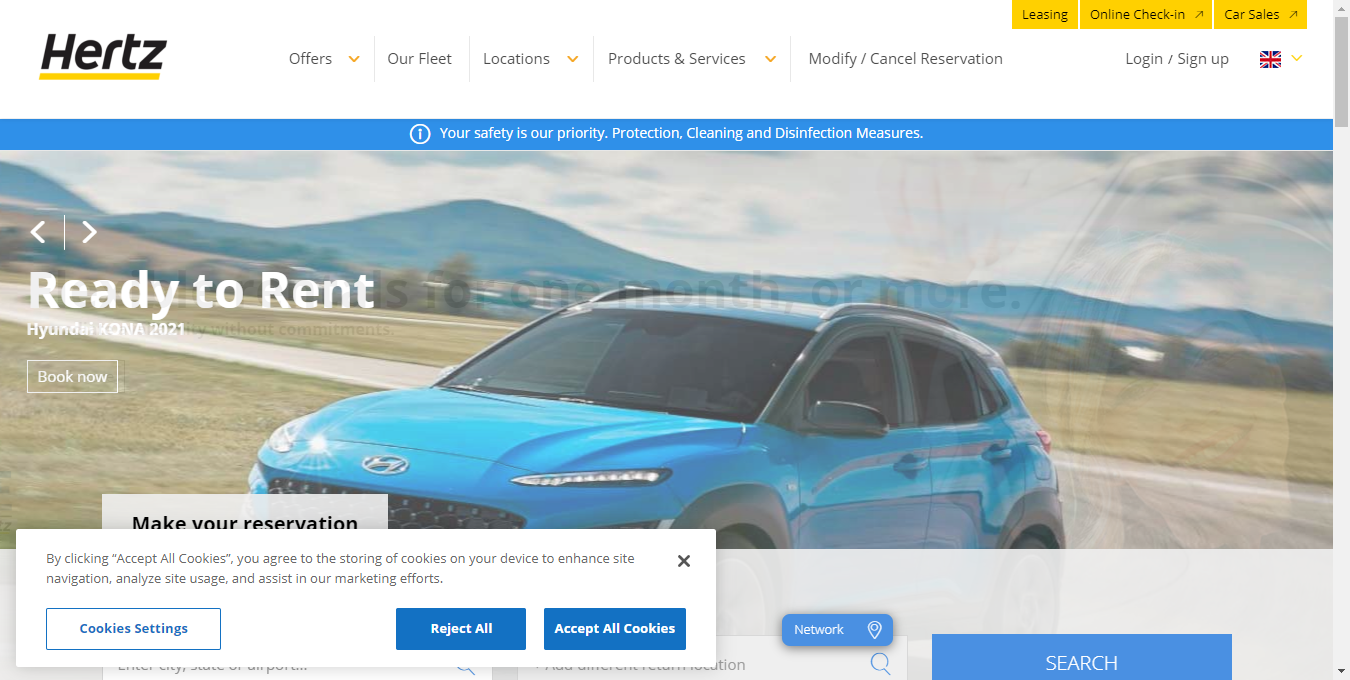 Leasing
Online Check-in
Car Sales
Hertz
Offers
Our Fleet
Locations
Products & Services
Modify / Cancel Reservation
Login / Sign up
Your safety is our priority. Protection, Cleaning and Disinfection Measures.
Ready to Rent
for one month, or more.
Hyundai KONA 2021
without commitments.
Book now
Make your reservation
By clicking “Accept All Cookies”, you agree to the storing of cookies on your device to enhance site
navigation, analyze site usage, and assist in our marketing efforts.
Cookies Settings
Reject All
Accept All Cookies
Network
Enter city, state or airport...
Add different return location
SEARCH